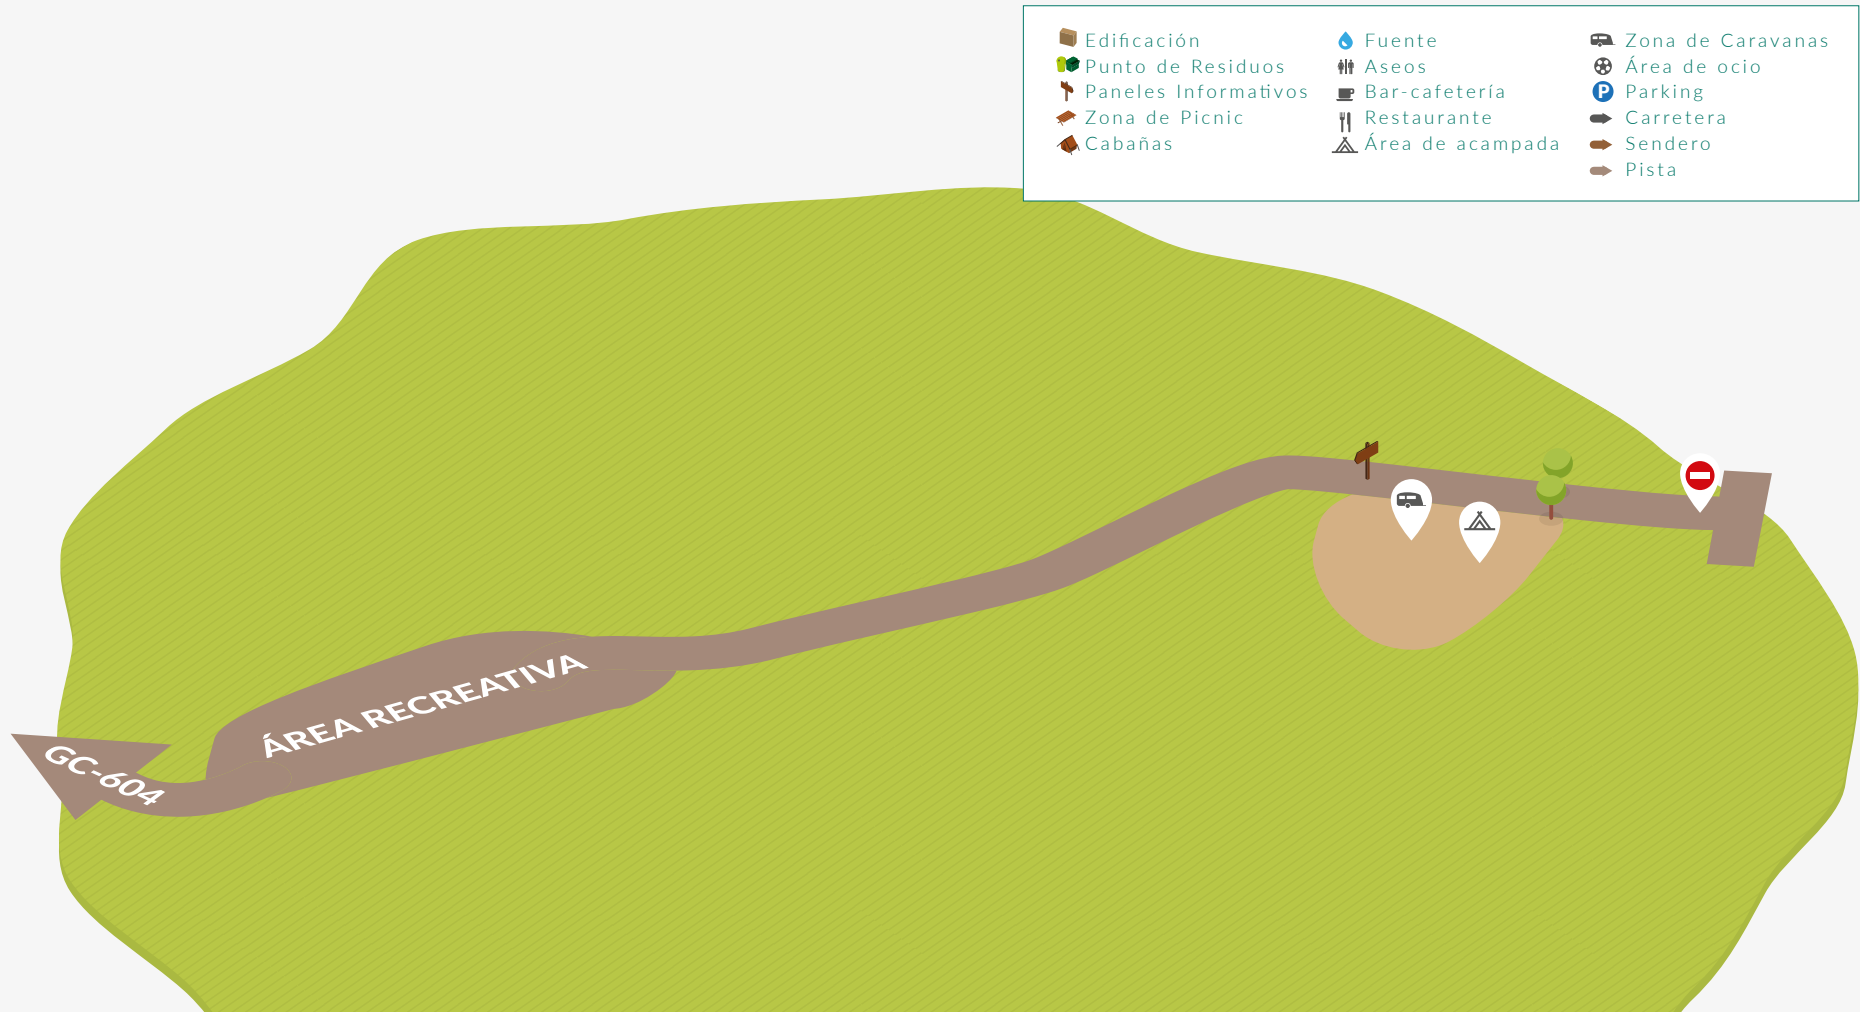 Edificación
Punto de Residuos
Paneles Informativos
Zona de Picnic
Cabañas
Fuente
Aseos
Bar-cafetería
Restaurante
Área de acampada
Zona de Caravanas
Área de ocio
P Parking
Carretera
Sendero
Pista
ÁREA RECREATIVA
GC-604